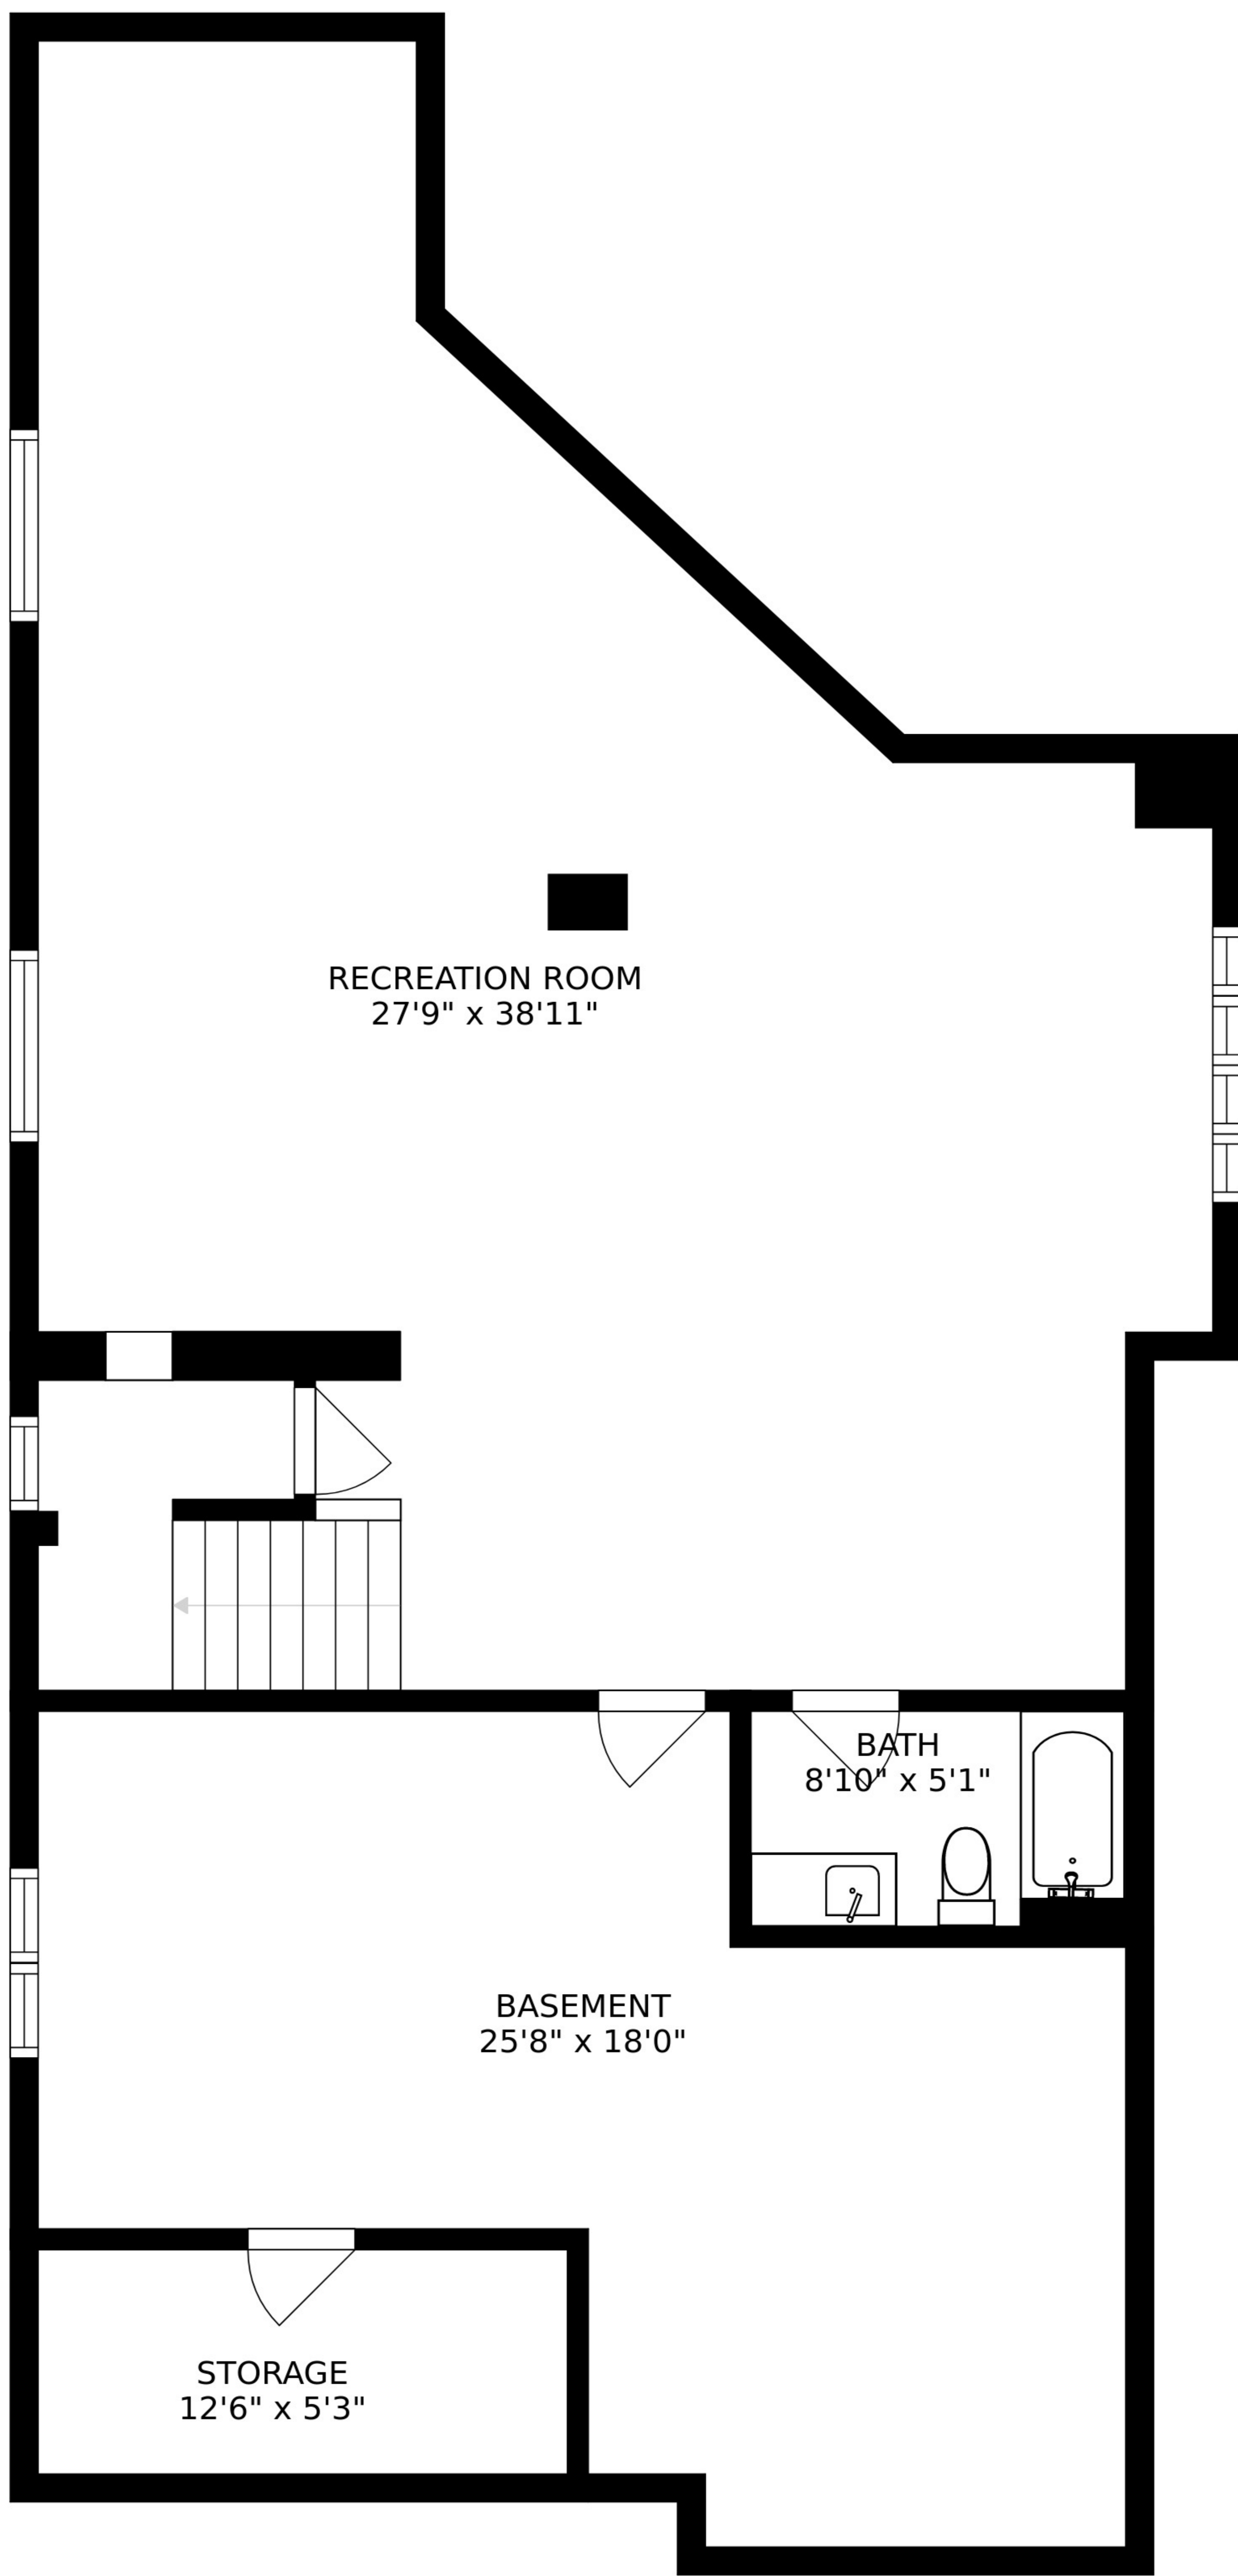 RECREATION ROOM
27'9" x 38'11"
BATH
8'10" x 5'1"
BASEMENT
25'8" x 18'0"
STORAGE
12'6" x 5'3"